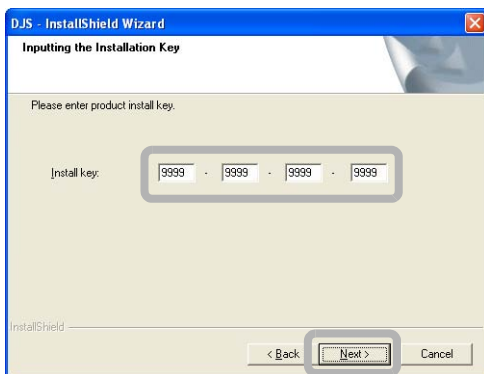 DJS - InstallShield Wizard
Inputting the Installation Key
Please enter product install key.
Install key: 9999 - 9999 - 9999 - 9999
InstallShield
< Back Next > Cancel